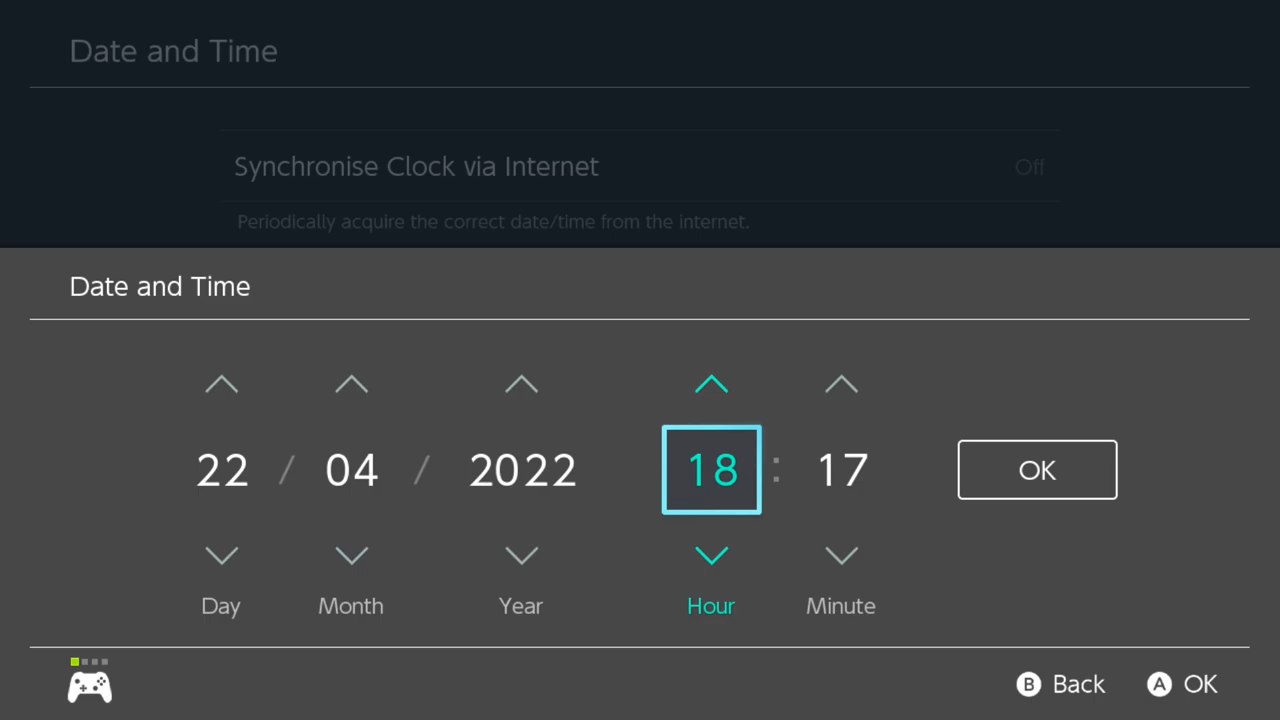 Date and Time
Synchronise Clock via Internet Off
Periodically acquire the correct date/time from the internet.
Date and Time
22 / 04 / 2022 18 : 17 OK
Day Month Year Hour Minute
B Back A OK